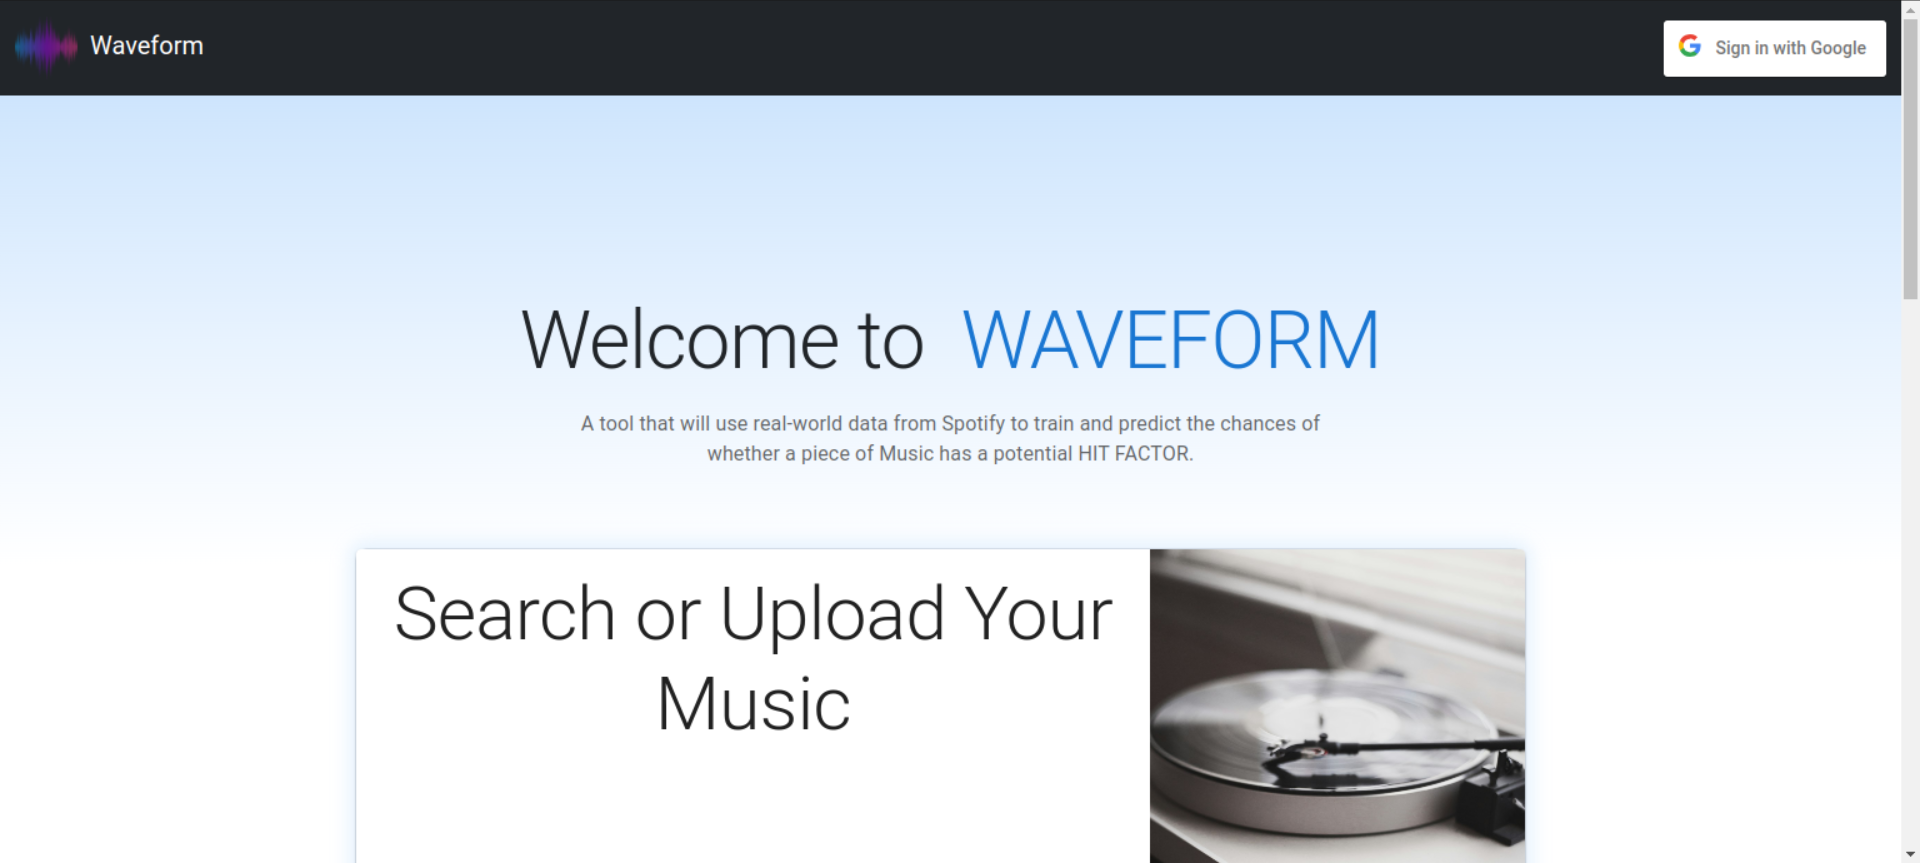 Waveform
Sign in with Google
Welcome to WAVEFORM
A tool that will use real-world data from Spotify to train and predict the chances of
whether a piece of Music has a potential HIT FACTOR.
Search or Upload Your
Music